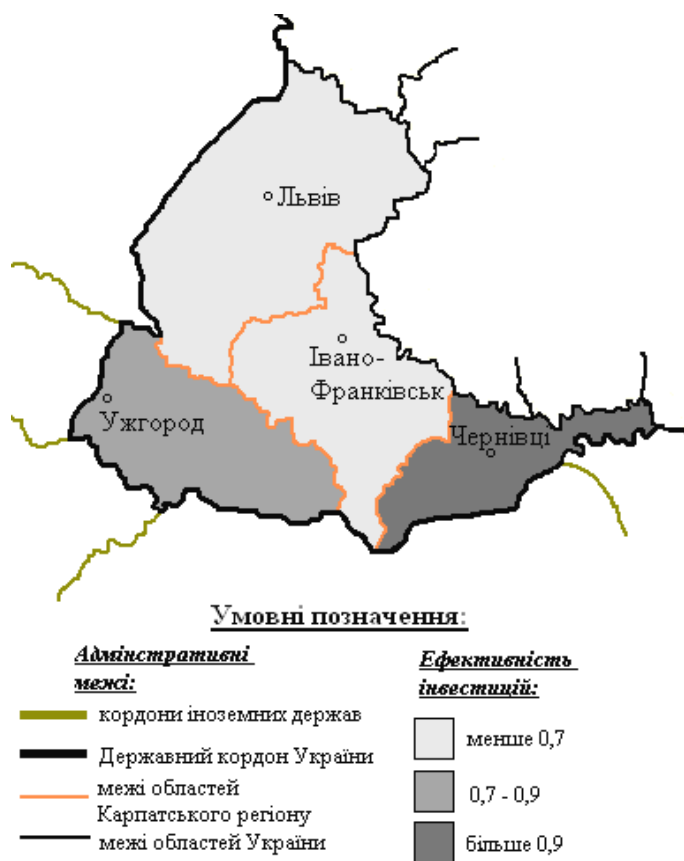 Львів
Івано-
Франківськ
Ужгород
Чернівці
Умовні позначення:
Адмінстративні
межі:
кордони іноземних держав
Державний кордон України
межі областей
Карпатського регіону
межі областей України
Ефективність
інвестицій:
менше 0,7
0,7 - 0,9
більше 0,9